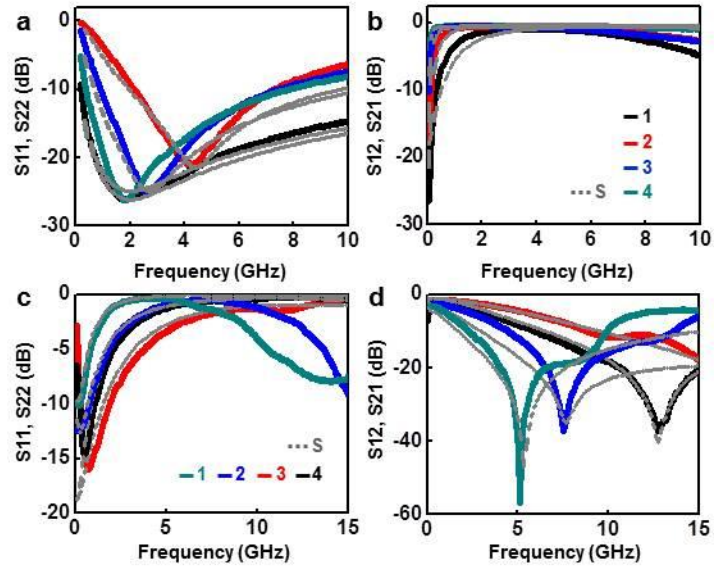 a
S11, S22 (dB)
0
-10
-20
-30
0 2 4 6 8 10
Frequency (GHz)
b
S12, S21 (dB)
0
-10
-20
-30
0 2 4 6 8 10
Frequency (GHz)
1
2
3
S 4
c
S11, S22 (dB)
0
-5
-10
-15
-20
0 5 10 15
Frequency (GHz)
S
1 2 3 4
d
S12, S21 (dB)
0
-20
-40
-60
0 5 10 15
Frequency (GHz)